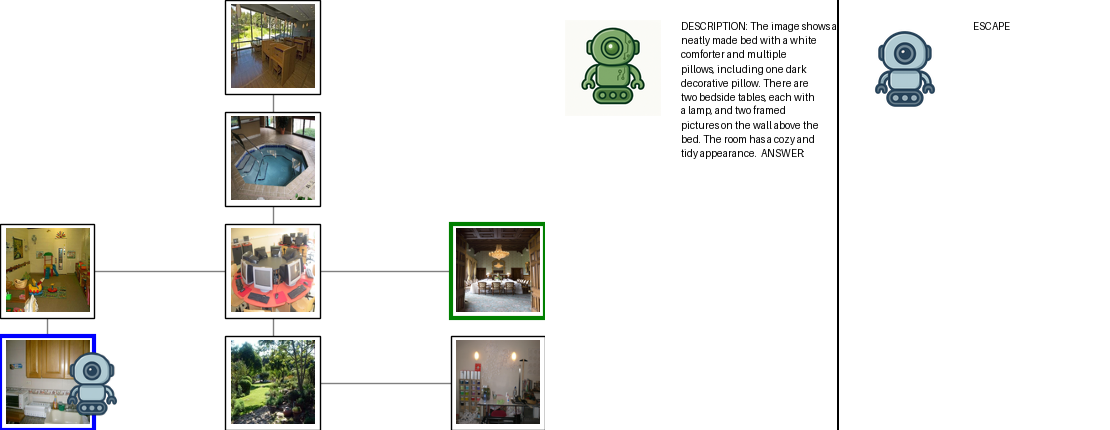 DESCRIPTION: The image shows a
neatly made bed with a white
comforter and multiple
pillows, including one dark
decorative pillow. There are
two bedside tables, each with
a lamp, and two framed
pictures on the wall above the
bed. The room has a cozy and
tidy appearance.  ANSWER:
ESCAPE